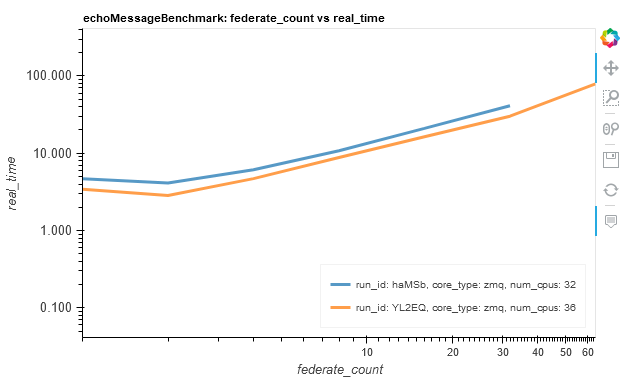 echoMessageBenchmark: federate_count vs real_time
100.000
10.000
1.000
0.100
real_time
run_id: haMSb, core_type: zmq, num_cpus: 32
run_id: YL2EQ, core_type: zmq, num_cpus: 36
10 20 30 40 50 60
federate_count